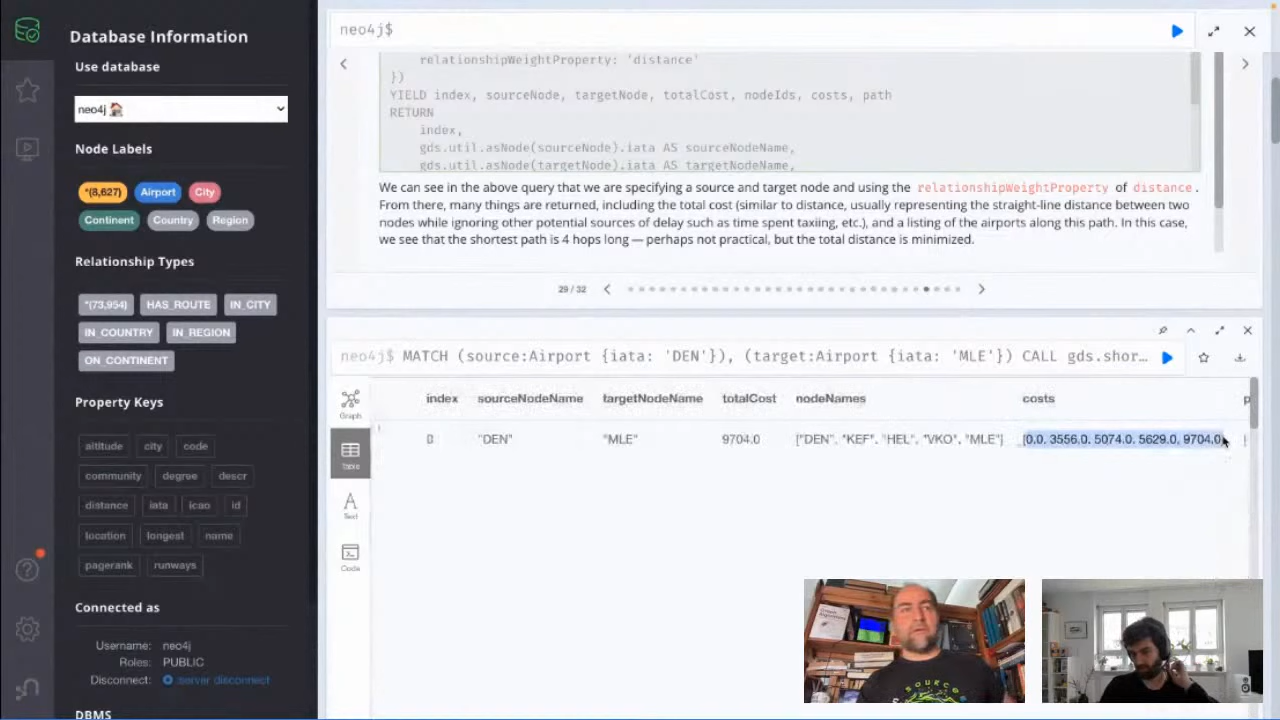 Database Information
Use database
neo4j
Node Labels
*(8,627) Airport City
Continent Country Region
Relationship Types
*(73,954) HAS_ROUTE IN_CITY
IN_COUNTRY IN_REGION
ON_CONTINENT
Property Keys
altitude city code
community degree descr
distance iata icao id
location longest name
pagerank runways
Connected as
Username: neo4j
Roles: PUBLIC
Disconnect: server disconnect
DBMS
neo4j$
relationshipWeightProperty: 'distance'
})
YIELD index, sourceNode, targetNode, totalCost, nodeIds, costs, path
RETURN
index,
gds.util.asNode(sourceNode).iata AS sourceNodeName,
gds.util.asNode(targetNode).iata AS targetNodeName,
We can see in the above query that we are specifying a source and target node and using the relationshipWeightProperty of distance.
From there, many things are returned, including the total cost (similar to distance, usually representing the straight-line distance between two
nodes while ignoring other potential sources of delay such as time spent taxiing, etc.), and a listing of the airports along this path. In this case,
we see that the shortest path is 4 hops long — perhaps not practical, but the total distance is minimized.
29 / 32
neo4j$ MATCH (source:Airport {iata: 'DEN'}), (target:Airport {iata: 'MLE'}) CALL gds.shor...
Graph
Table
Text
Code
index sourceNodeName targetNodeName totalCost nodeNames costs p
0 "DEN" "MLE" 9704.0 ["DEN", "KEF", "HEL", "VKO", "MLE"] [0.0, 3556.0, 5074.0, 5629.0, 9704.0]